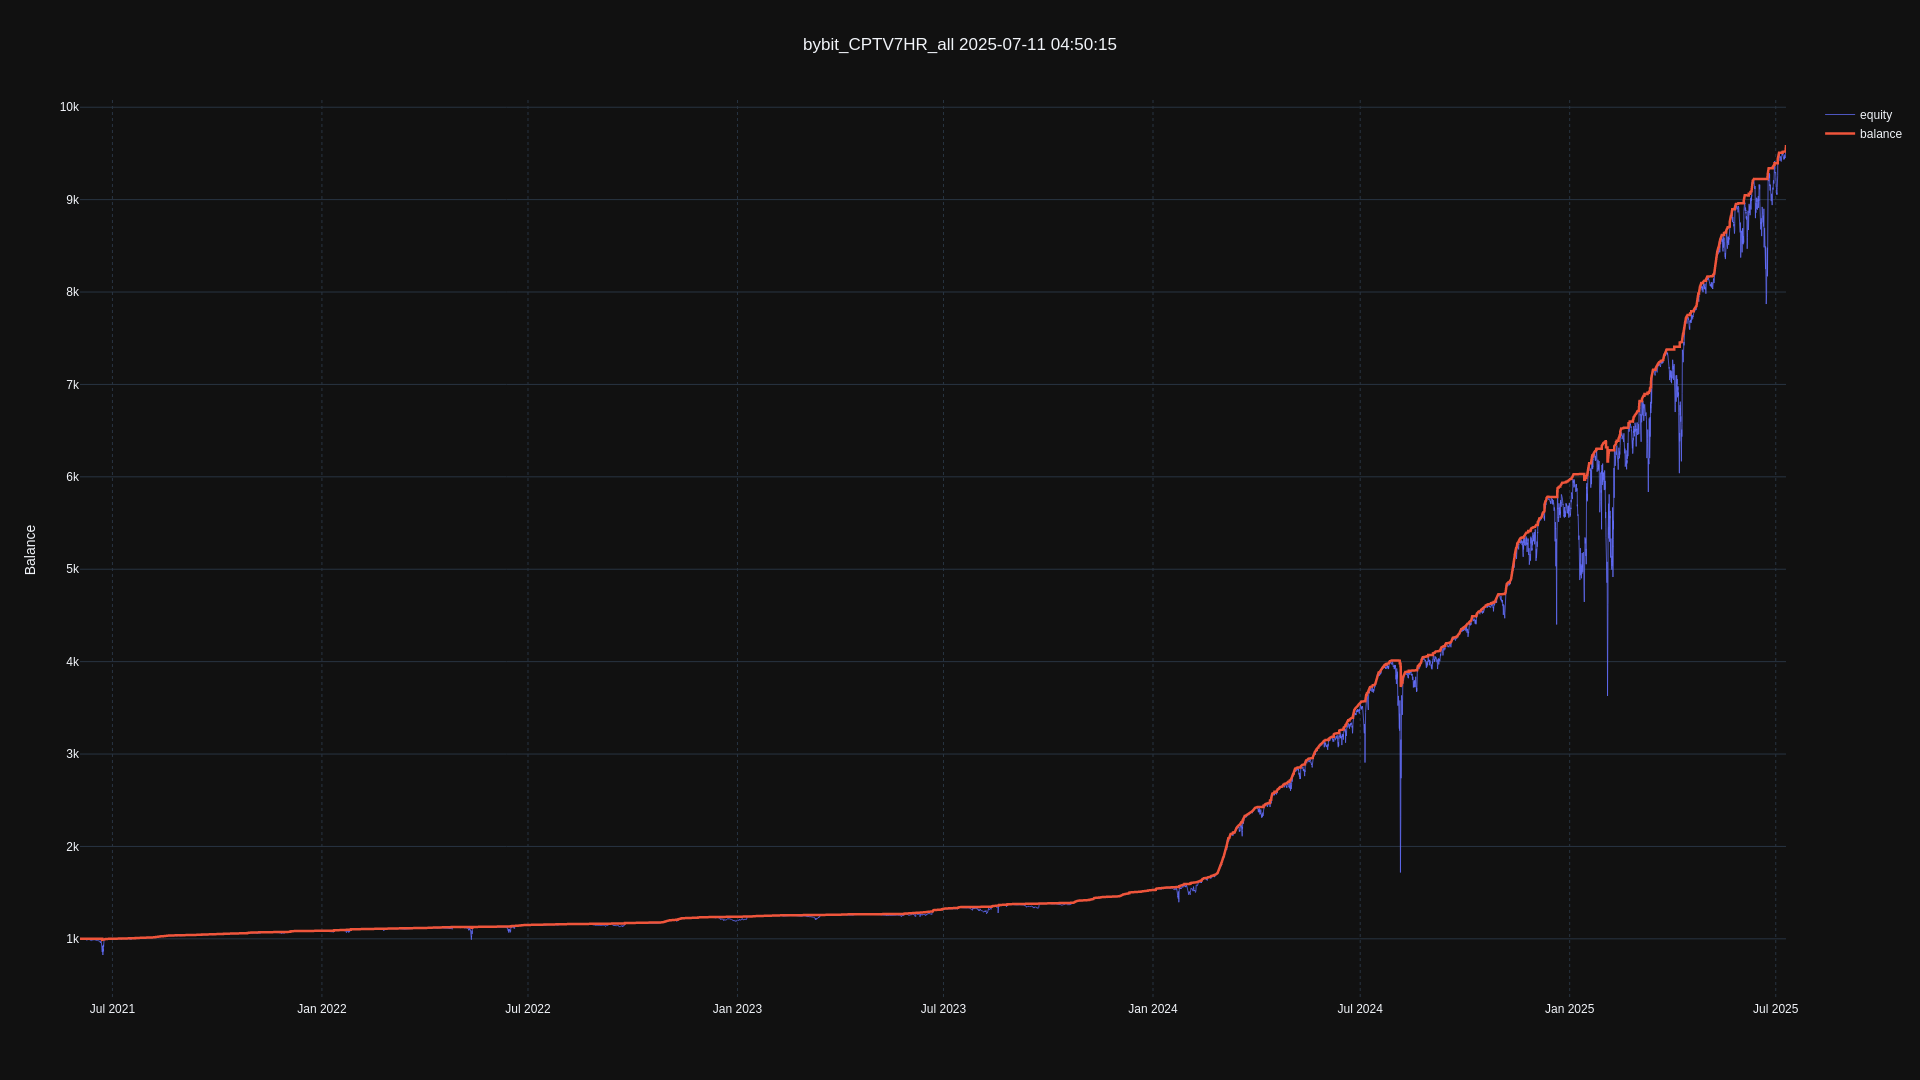 bybit_CPTV7HR_all 2025-07-11 04:50:15
10k
9k
8k
7k
6k
5k
4k
3k
2k
1k
Balance
equity
balance
Jul 2021
Jan 2022
Jul 2022
Jan 2023
Jul 2023
Jan 2024
Jul 2024
Jan 2025
Jul 2025